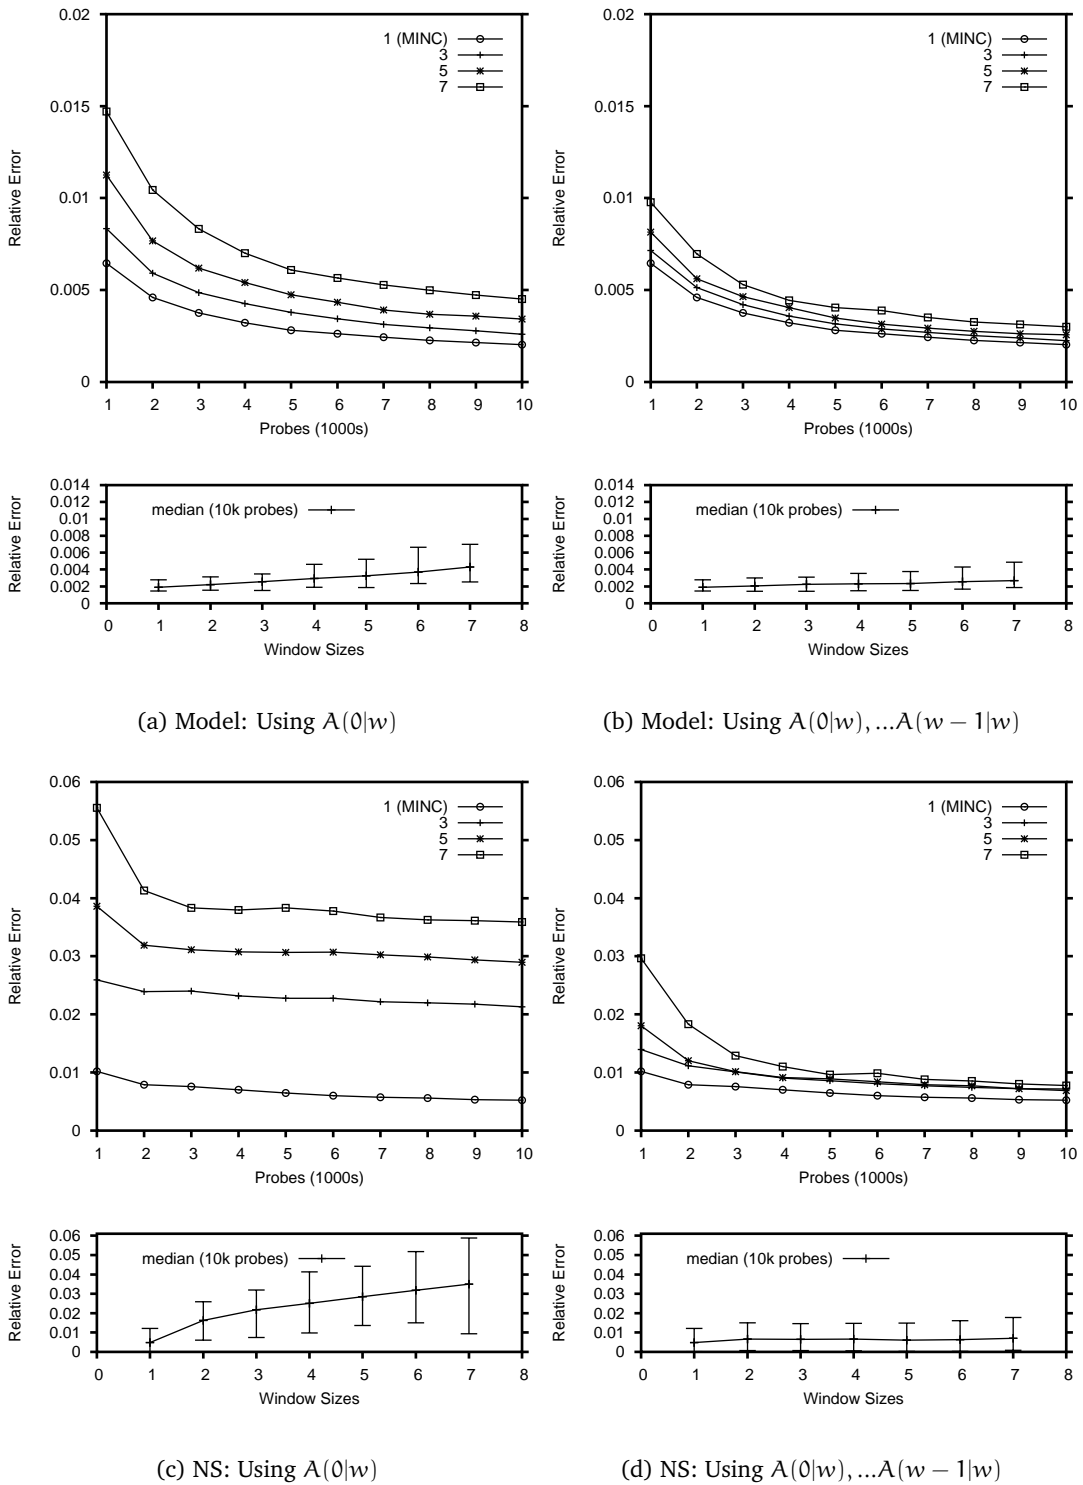 0.02
0.015
0.01
0.005
0
Relative Error
1 (MINC)
3
5
7
1 2 3 4 5 6 7 8 9 10
Probes (1000s)
0.014
0.012
0.01
0.006
0.004
0.002
0
Relative Error
median (10k probes)
0 1 2 3 4 5 6 7 8
Window Sizes
(a) Model: Using A(0|w)
0.02
0.015
0.01
0.005
0
Relative Error
1 (MINC)
3
5
7
1 2 3 4 5 6 7 8 9 10
Probes (1000s)
0.014
0.012
0.01
0.006
0.004
0.002
0
Relative Error
median (10k probes)
0 1 2 3 4 5 6 7 8
Window Sizes
(b) Model: Using A(0|w), ...A(w − 1|w)
0.06
0.05
0.04
0.03
0.02
0.01
0
Relative Error
1 (MINC)
3
5
7
1 2 3 4 5 6 7 8 9 10
Probes (1000s)
0.06
0.05
0.04
0.03
0.02
0.01
0
Relative Error
median (10k probes)
0 1 2 3 4 5 6 7 8
Window Sizes
(c) NS: Using A(0|w)
0.06
0.05
0.04
0.03
0.02
0.01
0
Relative Error
1 (MINC)
3
5
7
1 2 3 4 5 6 7 8 9 10
Probes (1000s)
0.06
0.05
0.04
0.03
0.02
0.01
0
Relative Error
median (10k probes)
0 1 2 3 4 5 6 7 8
Window Sizes
(d) NS: Using A(0|w), ...A(w − 1|w)